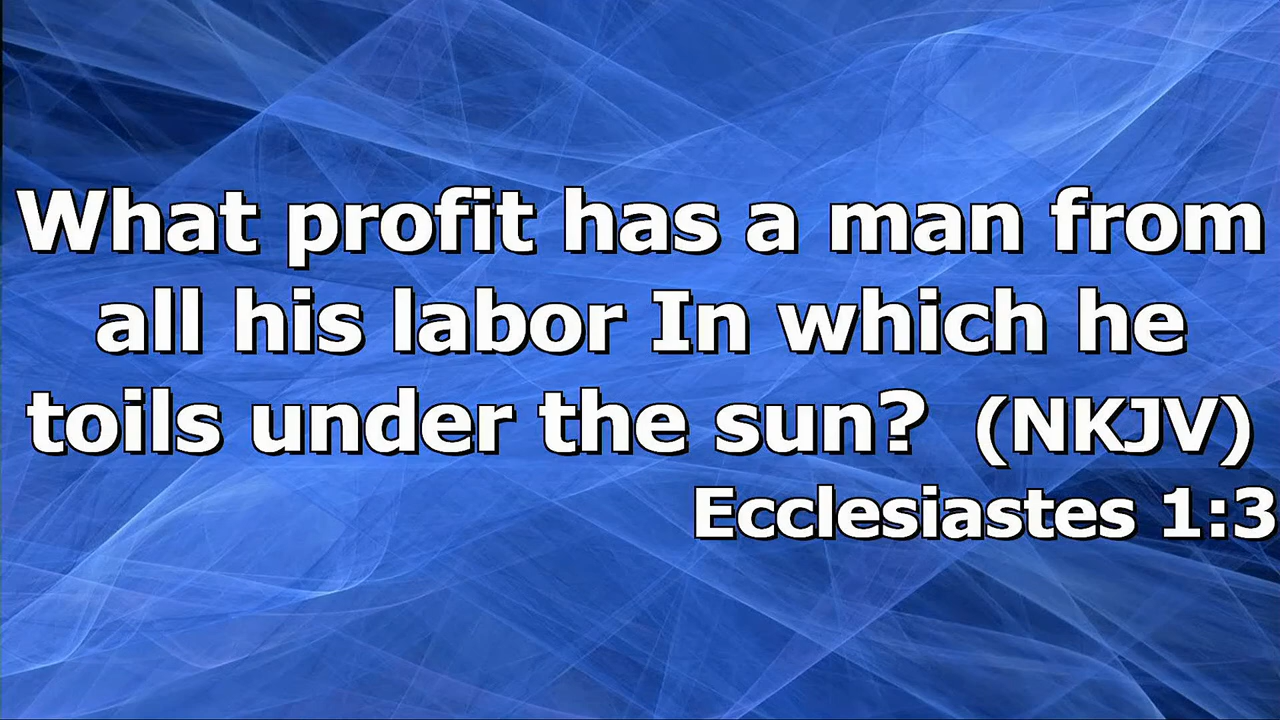 What profit has a man from
all his labor In which he
toils under the sun? (NKJV)
Ecclesiastes 1:3